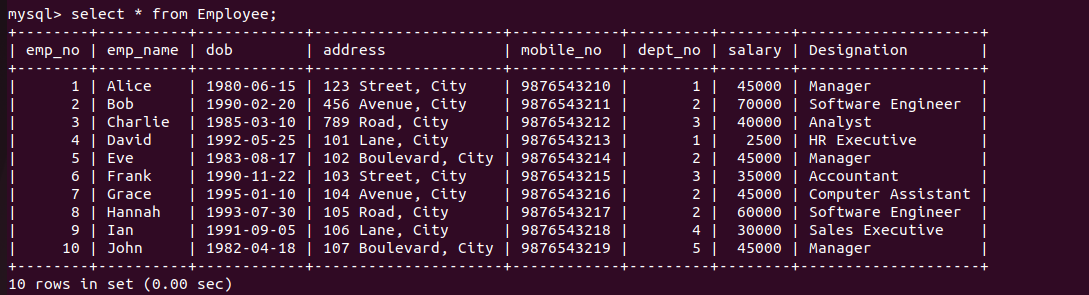 mysql> select * from Employee;
+--------+----------+------------+---------------------+------------+---------+--------+--------------------+
| emp_no | emp_name | dob        | address             | mobile_no  | dept_no | salary | Designation        |
+--------+----------+------------+---------------------+------------+---------+--------+--------------------+
|      1 | Alice    | 1980-06-15 | 123 Street, City    | 9876543210 |       1 |  45000 | Manager            |
|      2 | Bob      | 1990-02-20 | 456 Avenue, City    | 9876543211 |       2 |  70000 | Software Engineer  |
|      3 | Charlie  | 1985-03-10 | 789 Road, City      | 9876543212 |       3 |  40000 | Analyst            |
|      4 | David    | 1992-05-25 | 101 Lane, City      | 9876543213 |       1 |   2500 | HR Executive       |
|      5 | Eve      | 1983-08-17 | 102 Boulevard, City | 9876543214 |       2 |  45000 | Manager            |
|      6 | Frank    | 1990-11-22 | 103 Street, City    | 9876543215 |       3 |  35000 | Accountant         |
|      7 | Grace    | 1995-01-10 | 104 Avenue, City    | 9876543216 |       2 |  45000 | Computer Assistant |
|      8 | Hannah   | 1993-07-30 | 105 Road, City      | 9876543217 |       2 |  60000 | Software Engineer  |
|      9 | Ian      | 1991-09-05 | 106 Lane, City      | 9876543218 |       4 |  30000 | Sales Executive    |
|     10 | John     | 1982-04-18 | 107 Boulevard, City | 9876543219 |       5 |  45000 | Manager            |
+--------+----------+------------+---------------------+------------+---------+--------+--------------------+
10 rows in set (0.00 sec)